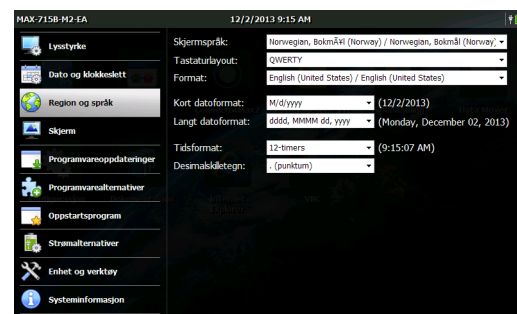 MAX-715B-M2-EA
12/2/2013 9:15 AM
Lysstyrke
Dato og klokkeslett
Region og språk
Skjerm
Programvareoppdateringer
Programvarealternativer
Oppstartsprogram
Strømalternativer
Enhet og verktøy
Systeminformasjon
Skjermspråk: Norwegian, BokmÃ¥l (Norway) / Norwegian, Bokmål (Norway)
Tastaturlayout: QWERTY
Format: English (United States) / English (United States)
Kort datoformat: M/d/yyyy (12/2/2013)
Langt datoformat: dddd, MMMM dd, yyyy (Monday, December 02, 2013)
Tidsformat: 12-timers (9:15:07 AM)
Desimalskilletegn: . (punktum)